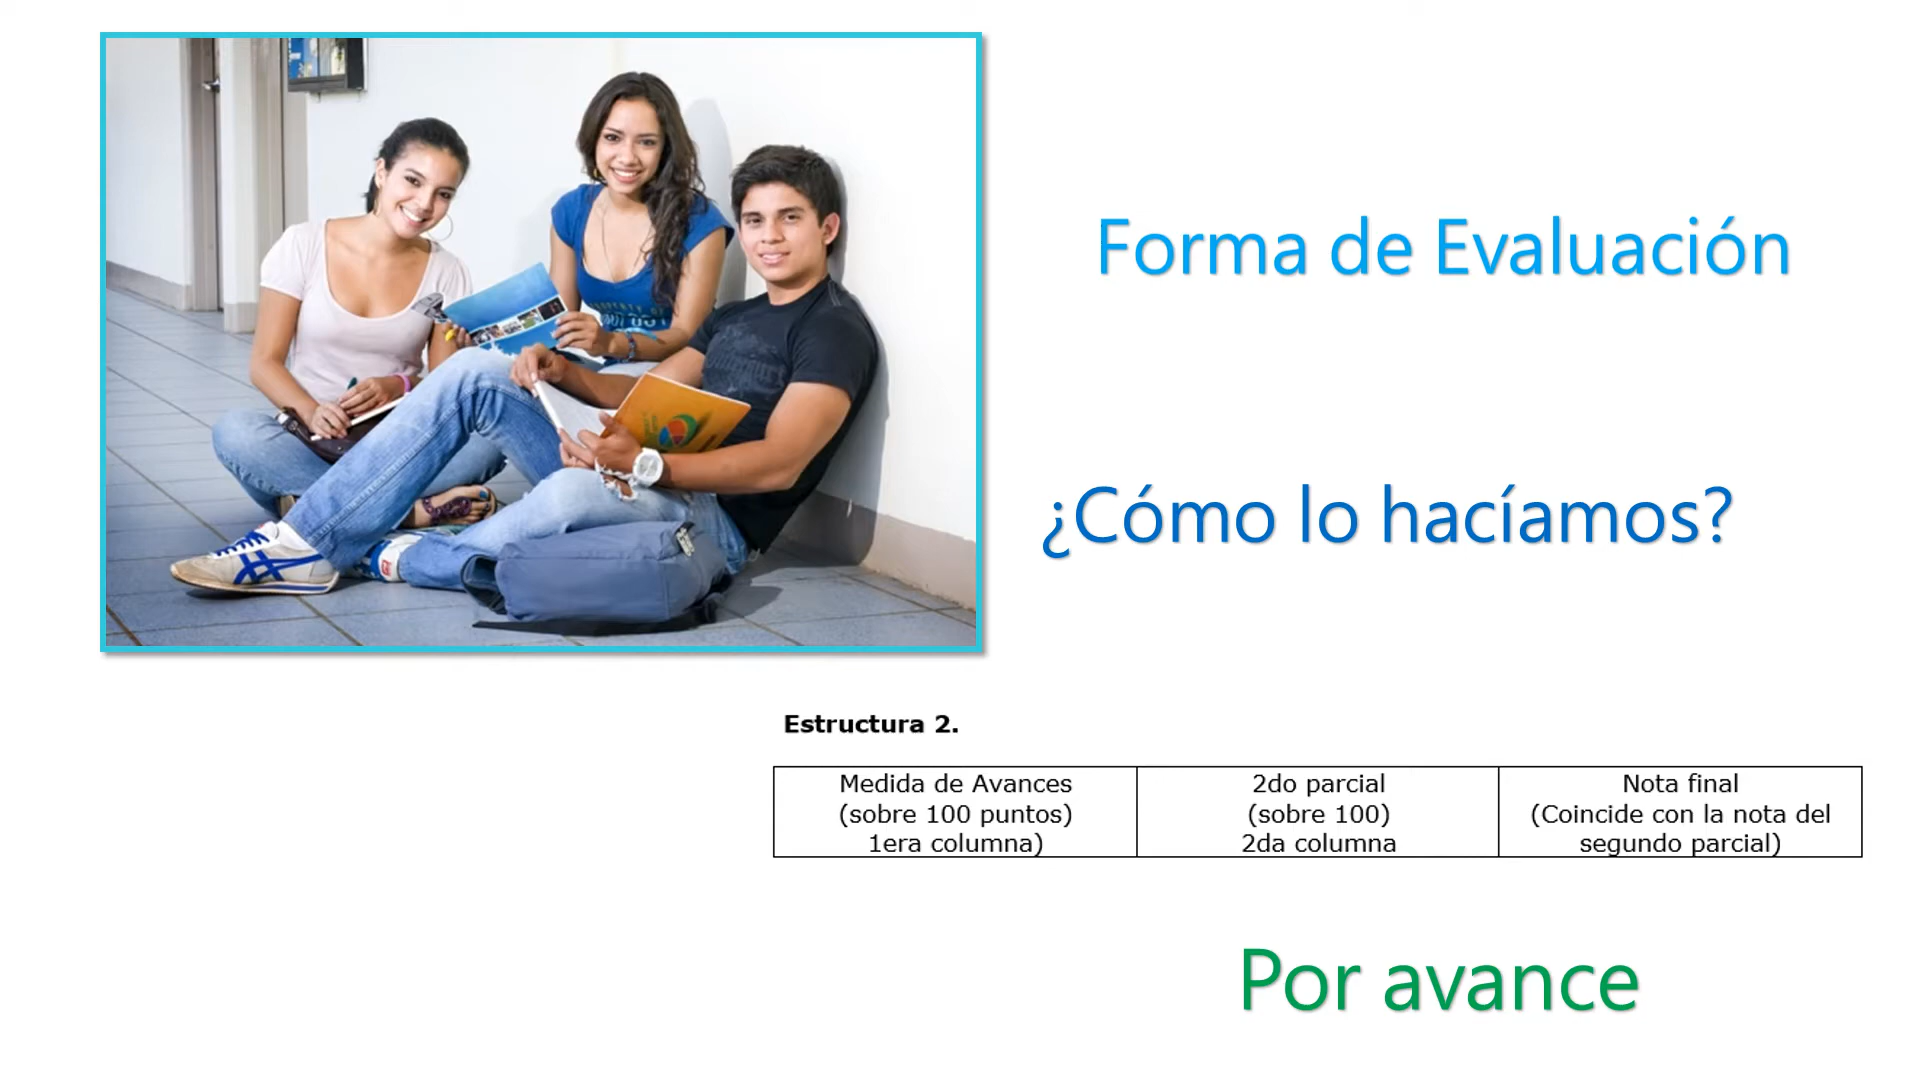 Forma de Evaluación
¿Cómo lo hacíamos?
Estructura 2.
Medida de Avances
(sobre 100 puntos)
1era columna)
2do parcial
(sobre 100)
2da columna
Nota final
(Coincide con la nota del
segundo parcial)
Por avance